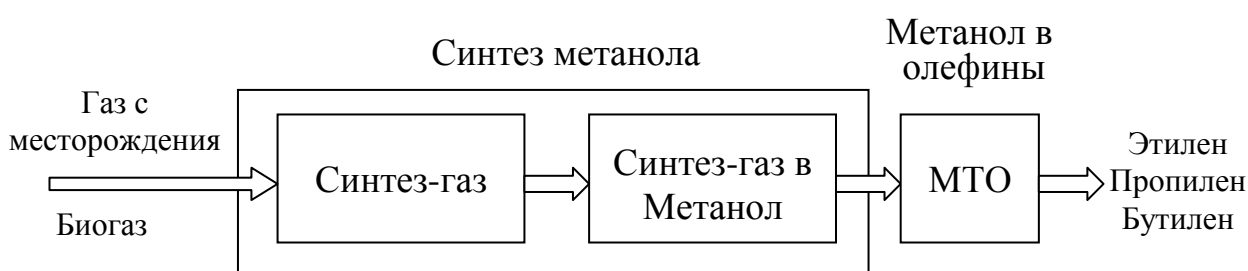 Синтез метанола
Метанол в
олефины
Газ с
месторождения
Биогаз
Синтез-газ
Синтез-газ в
Метанол
МТО
Этилен
Пропилен
Бутилен